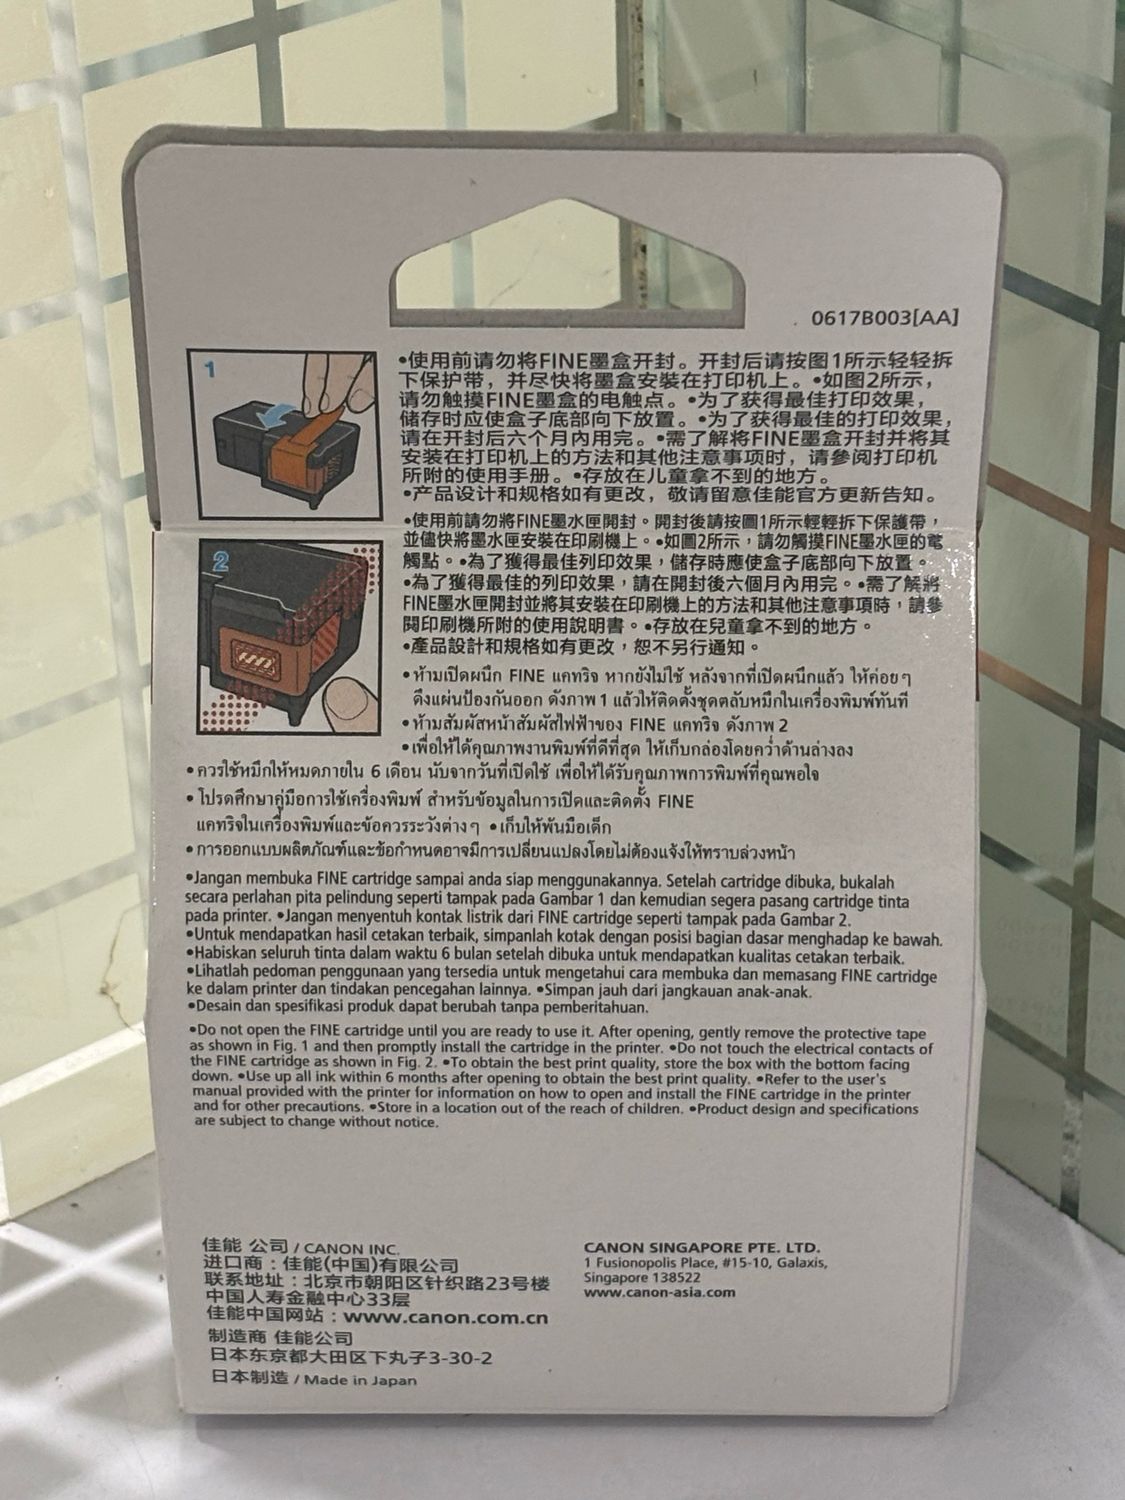 0617B003[AA]
1
•使用前请勿将FINE墨盒开封。开封后请按图1所示轻轻拆
下保护带，并尽快将墨盒安装在打印机上。•如图2所示，
请勿触摸FINE墨盒的电触点。•为了获得最佳打印效果，
储存时应使盒子底部向下放置。•为了获得最佳的打印效果，
请在开封后六个月内用完。•需了解将FINE墨盒开封并将其
安装在打印机上的方法和其他注意事项时，请参阅打印机
所附的使用手册。•存放在儿童拿不到的地方。
•产品设计和规格如有更改，敬请留意佳能官方更新告知。
2
•使用前請勿將FINE墨水匣開封。開封後請按圖1所示輕輕拆下保護帶，
並儘快將墨水匣安裝在印刷機上。•如圖2所示，請勿觸摸FINE墨水匣的電
觸點。•為了獲得最佳列印效果，儲存時應使盒子底部向下放置。
•為了獲得最佳的列印效果，請在開封後六個月內用完。•需了解將
FINE墨水匣開封並將其安裝在印刷機上的方法和其他注意事項時，請參
閱印刷機所附的使用說明書。•存放在兒童拿不到的地方。
•產品設計和規格如有更改，恕不另行通知。
•ห้ามเปิดผนึก FINE แคทริจ หากยังไม่ใช้ หลังจากที่เปิดผนึกแล้ว ให้ค่อยๆ
ดึงแผ่นป้องกันออก ดังภาพ 1 แล้วให้ติดตั้งชุดตลับหมึกในเครื่องพิมพ์ทันที
•ห้ามสัมผัสหน้าสัมผัสไฟฟ้าของ FINE แคทริจ ดังภาพ 2
•เพื่อให้ได้คุณภาพงานพิมพ์ที่ดีที่สุด ให้เก็บกล่องโดยคว่ำด้านล่างลง
•ควรใช้หมึกให้หมดภายใน 6 เดือน นับจากวันที่เปิดใช้ เพื่อให้ได้รับคุณภาพการพิมพ์ที่คุณพอใจ
•โปรดศึกษาคู่มือการใช้เครื่องพิมพ์ สำหรับข้อมูลในการเปิดและติดตั้ง FINE
แคทริจในเครื่องพิมพ์และข้อควรระวังต่างๆ •เก็บให้พ้นมือเด็ก
•การออกแบบผลิตภัณฑ์และข้อกำหนดอาจมีการเปลี่ยนแปลงโดยไม่ต้องแจ้งให้ทราบล่วงหน้า
•Jangan membuka FINE cartridge sampai anda siap menggunakannya. Setelah cartridge dibuka, bukalah
secara perlahan pita pelindung seperti tampak pada Gambar 1 dan kemudian segera pasang cartridge tinta
pada printer. •Jangan menyentuh kontak listrik dari FINE cartridge seperti tampak pada Gambar 2.
•Untuk mendapatkan hasil cetakan terbaik, simpanlah kotak dengan posisi bagian dasar menghadap ke bawah.
•Habiskan seluruh tinta dalam waktu 6 bulan setelah dibuka untuk mendapatkan kualitas cetakan terbaik.
•Lihatlah pedoman penggunaan yang tersedia untuk mengetahui cara membuka dan memasang FINE cartridge
ke dalam printer dan tindakan pencegahan lainnya. •Simpan jauh dari jangkauan anak-anak.
•Desain dan spesifikasi produk dapat berubah tanpa pemberitahuan.
•Do not open the FINE cartridge until you are ready to use it. After opening, gently remove the protective tape
as shown in Fig. 1 and then promptly install the cartridge in the printer. •Do not touch the electrical contacts of
the FINE cartridge as shown in Fig. 2. •To obtain the best print quality, store the box with the bottom facing
down. •Use up all ink within 6 months after opening to obtain the best print quality. •Refer to the user's
manual provided with the printer for information on how to open and install the FINE cartridge in the printer
and for other precautions. •Store in a location out of the reach of children. •Product design and specifications
are subject to change without notice.
佳能 公司 / CANON INC.
进口商：佳能(中国)有限公司
联系地址：北京市朝阳区针织路23号楼
中国人寿金融中心33层
佳能中国网站：www.canon.com.cn
制造商 佳能公司
日本东京都大田区下丸子3-30-2
日本制造 / Made in Japan
CANON SINGAPORE PTE. LTD.
1 Fusionopolis Place, #15-10, Galaxis,
Singapore 138522
www.canon-asia.com